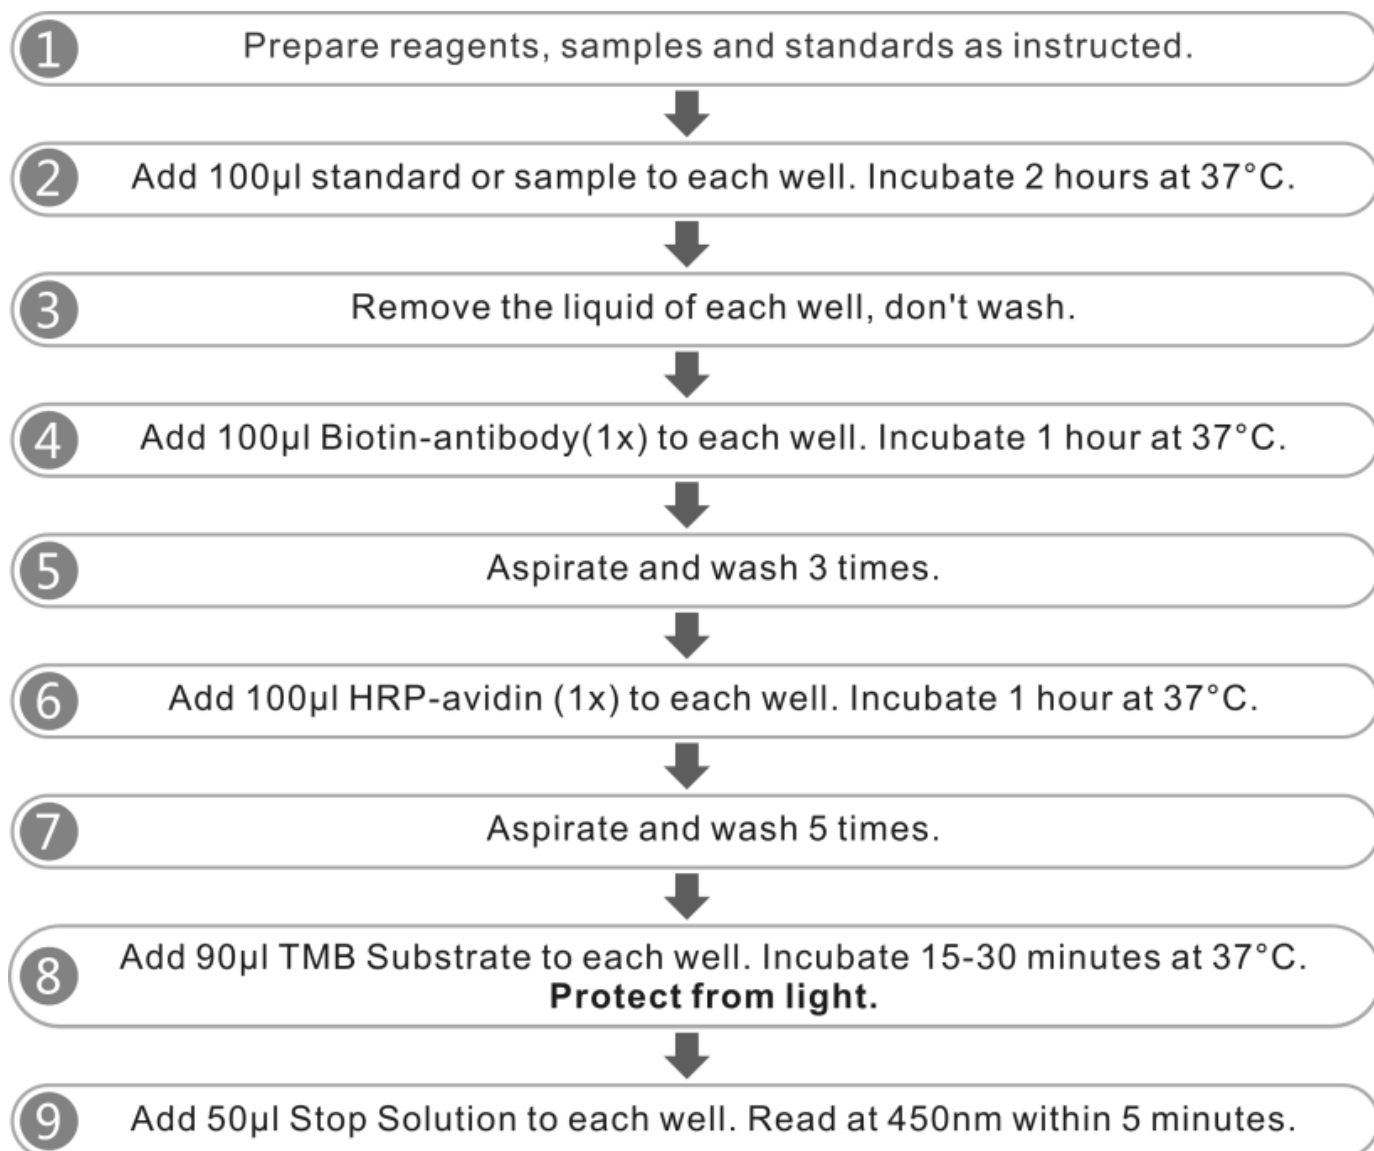 1 Prepare reagents, samples and standards as instructed.
2 Add 100μl standard or sample to each well. Incubate 2 hours at 37°C.
3 Remove the liquid of each well, don't wash.
4 Add 100μl Biotin-antibody(1x) to each well. Incubate 1 hour at 37°C.
5 Aspirate and wash 3 times.
6 Add 100μl HRP-avidin (1x) to each well. Incubate 1 hour at 37°C.
7 Aspirate and wash 5 times.
8 Add 90μl TMB Substrate to each well. Incubate 15-30 minutes at 37°C.
Protect from light.
9 Add 50μl Stop Solution to each well. Read at 450nm within 5 minutes.